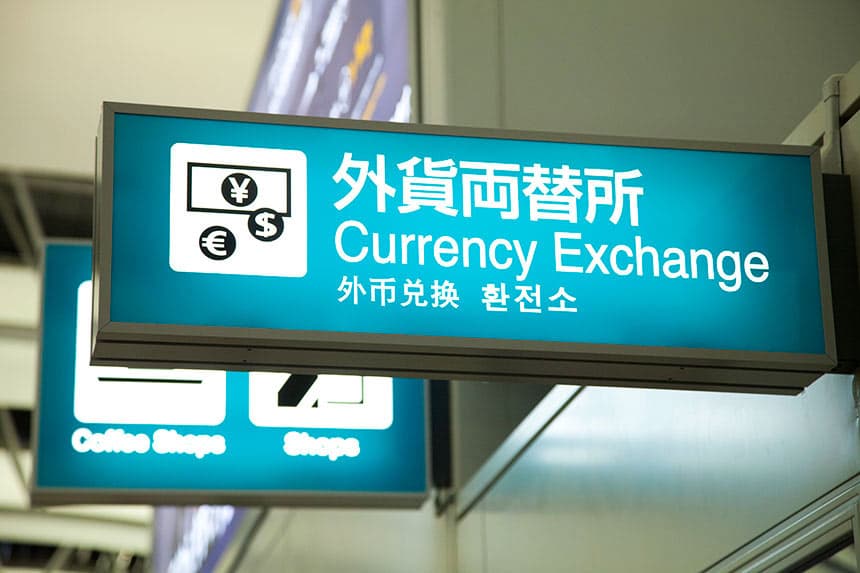 ¥
$
€
外貨両替所
Currency Exchange
外币兑换 환전소
Coffee Shops
Shops